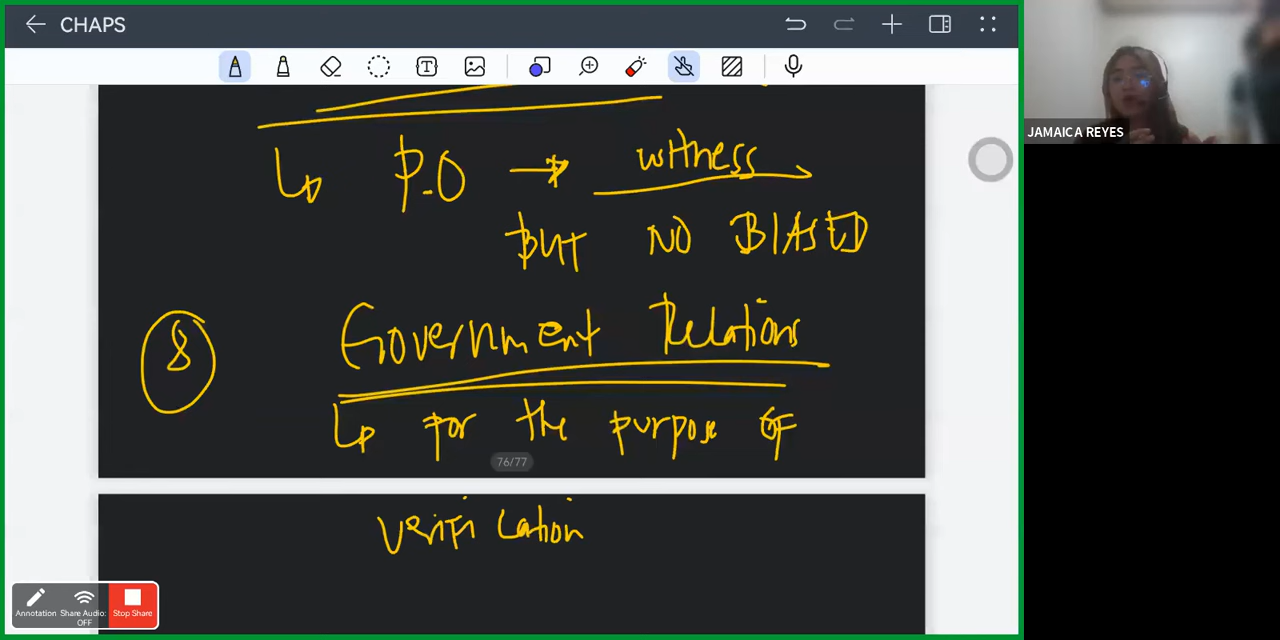 CHAPS
JAMAICA REYES
↳ P.O → witness
BUT NO BIASED
8 Government Relations
↳ for the purpose of
76/77
verification
Annotation Share Audio: OFF Stop Share